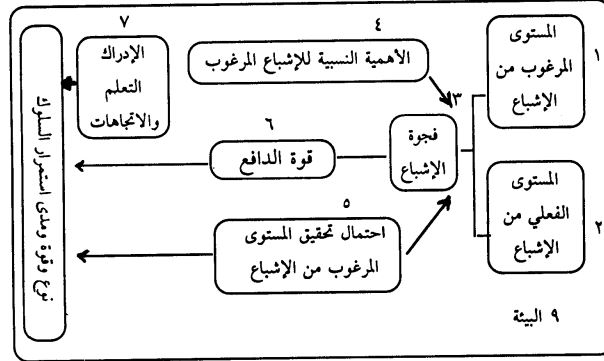 ١
المستوى
المرغوب من
الإشباع
٢
المستوى
الفعلي من
الإشباع
٣
فجوة
الإشباع
٤
الأهمية النسبية للإشباع المرغوب
٥
احتمال تحقيق المستوى
المرغوب من الإشباع
٦
قوة الدافع
٧
الإدراك
التعلم
والاتجاهات
نوع وقوة ومدى استمرار السلوك
٩ البيئة